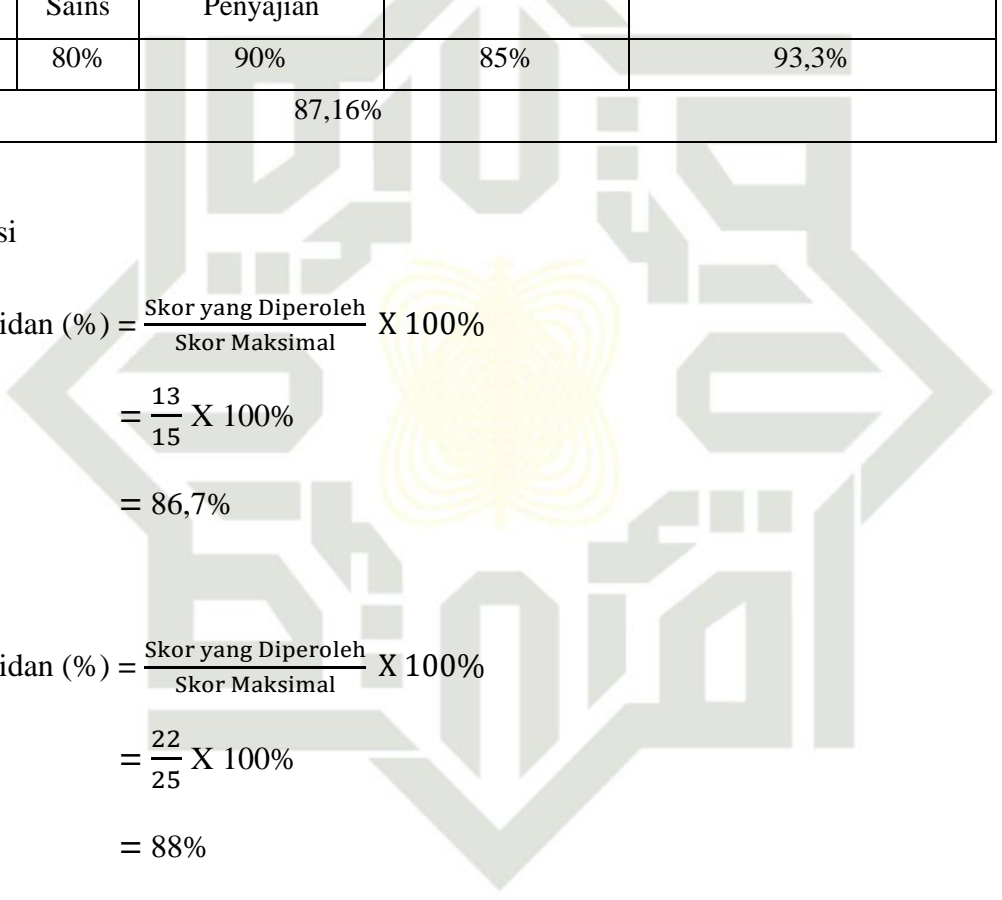 Sains Penyajian
80% 90% 85% 93,3%
87,16%
si
idan (%) = Skor yang Diperoleh / Skor Maksimal X 100%
= 13/15 X 100%
= 86,7%
idan (%) = Skor yang Diperoleh / Skor Maksimal X 100%
= 22/25 X 100%
= 88%